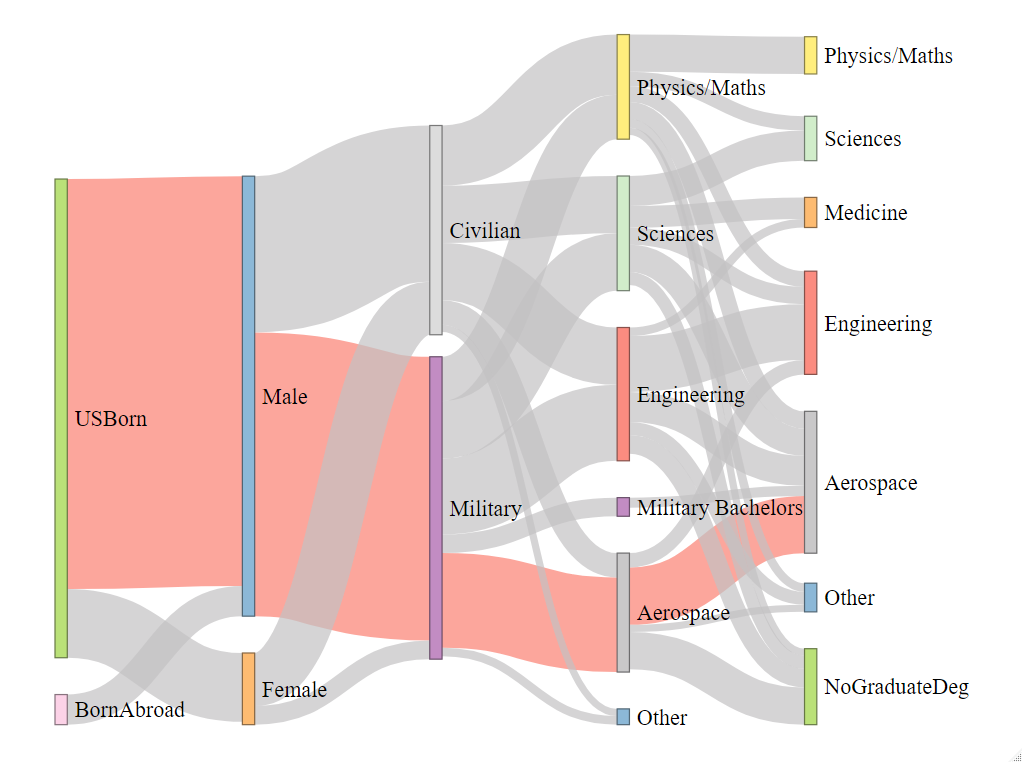 USBorn
BornAbroad
Male
Female
Civilian
Military
Physics/Maths
Sciences
Engineering
Military Bachelors
Aerospace
Other
Physics/Maths
Sciences
Medicine
Engineering
Aerospace
Other
NoGraduateDeg